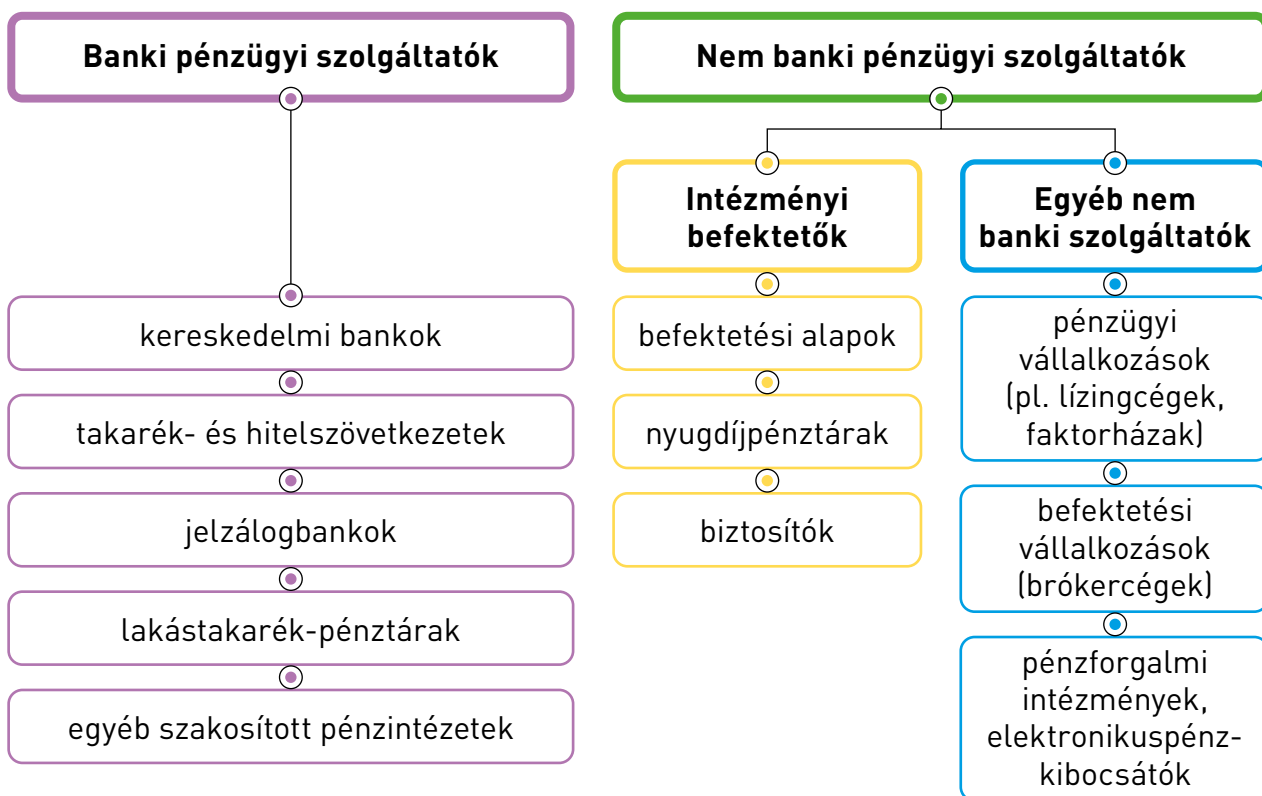 Banki pénzügyi szolgáltatók
kereskedelmi bankok
takarék- és hitelszövetkezetek
jelzálogbankok
lakástakarék-pénztárak
egyéb szakosított pénzintézetek
Nem banki pénzügyi szolgáltatók
Intézményi
befektetők
befektetési alapok
nyugdíjpénztárak
biztosítók
Egyéb nem
banki szolgáltatók
pénzügyi
vállalkozások
(pl. lízingcégek,
faktorházak)
befektetési
vállalkozások
(brókercégek)
pénzforgalmi
intézmények,
elektronikuspénz-
kibocsátók